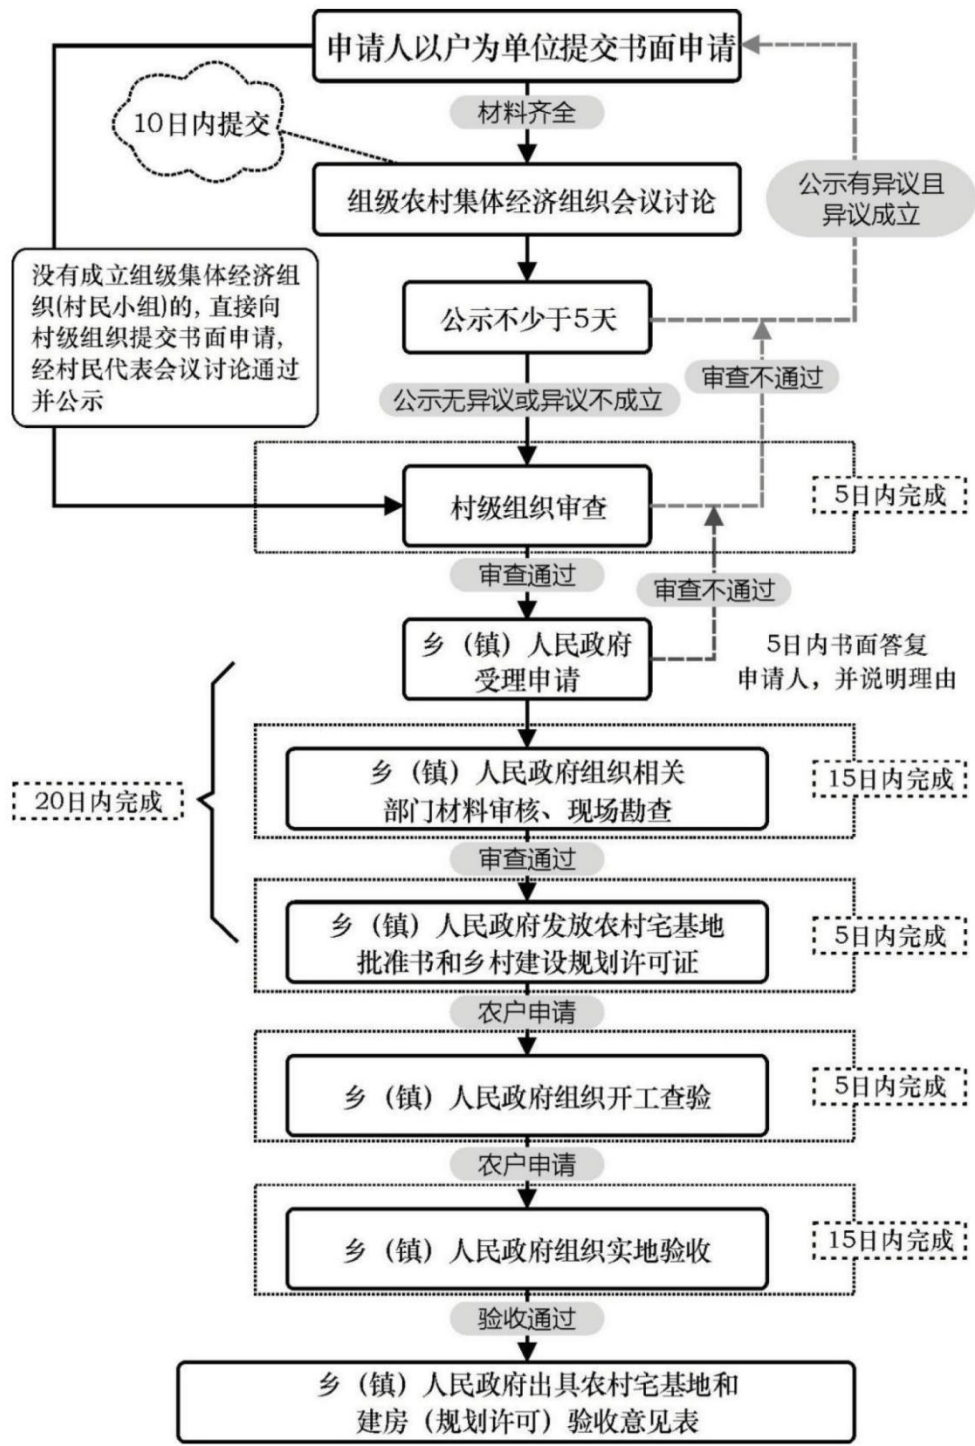 申请人以户为单位提交书面申请
材料齐全
10日内提交
组级农村集体经济组织会议讨论
公示有异议且
异议成立
没有成立组级集体经济组
织(村民小组)的, 直接向
村级组织提交书面申请,
经村民代表会议讨论通过
并公示
公示不少于5天
审查不通过
公示无异议或异议不成立
村级组织审查
5日内完成
审查通过
审查不通过
乡（镇）人民政府
受理申请
5日内书面答复
申请人，并说明理由
20日内完成
乡（镇）人民政府组织相关
部门材料审核、现场勘查
15日内完成
审查通过
乡（镇）人民政府发放农村宅基地
批准书和乡村建设规划许可证
5日内完成
农户申请
乡（镇）人民政府组织开工查验
5日内完成
农户申请
乡（镇）人民政府组织实地验收
15日内完成
验收通过
乡（镇）人民政府出具农村宅基地和
建房（规划许可）验收意见表